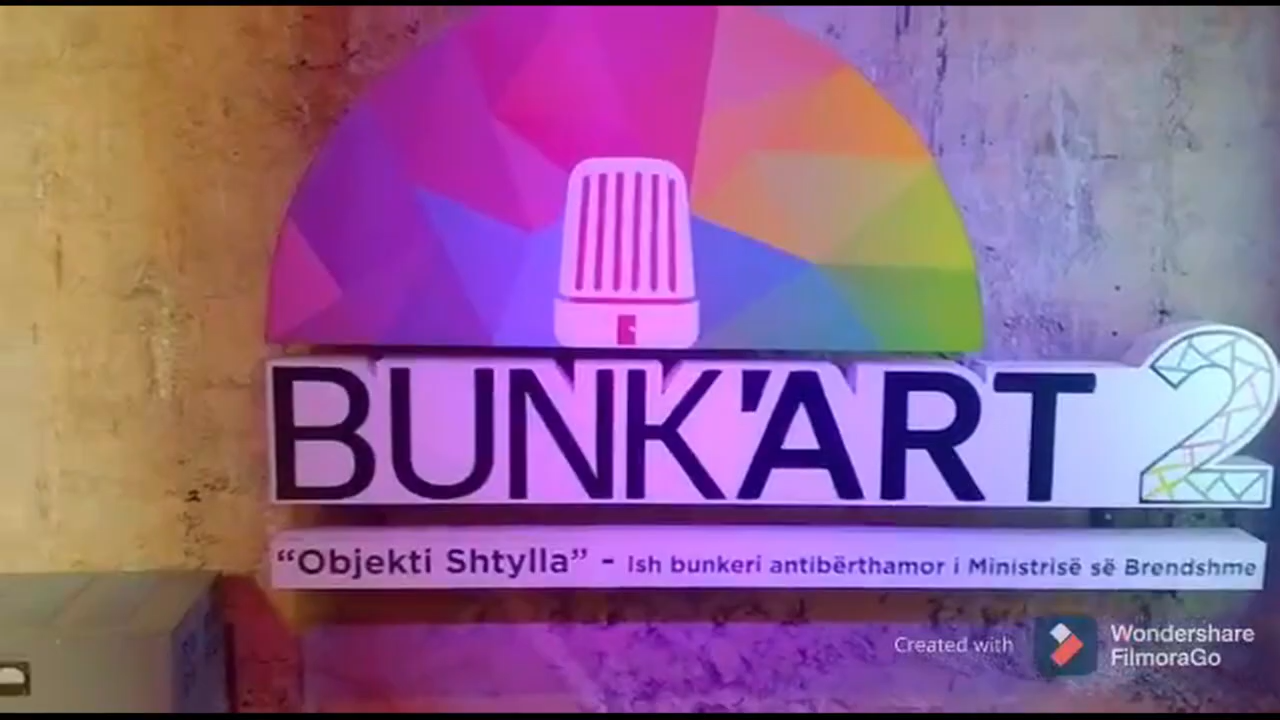 BUNK'ART 2
“Objekti Shtylla” - Ish bunkeri antibërthamor i Ministrisë së Brendshme
Created with
Wondershare
FilmoraGo